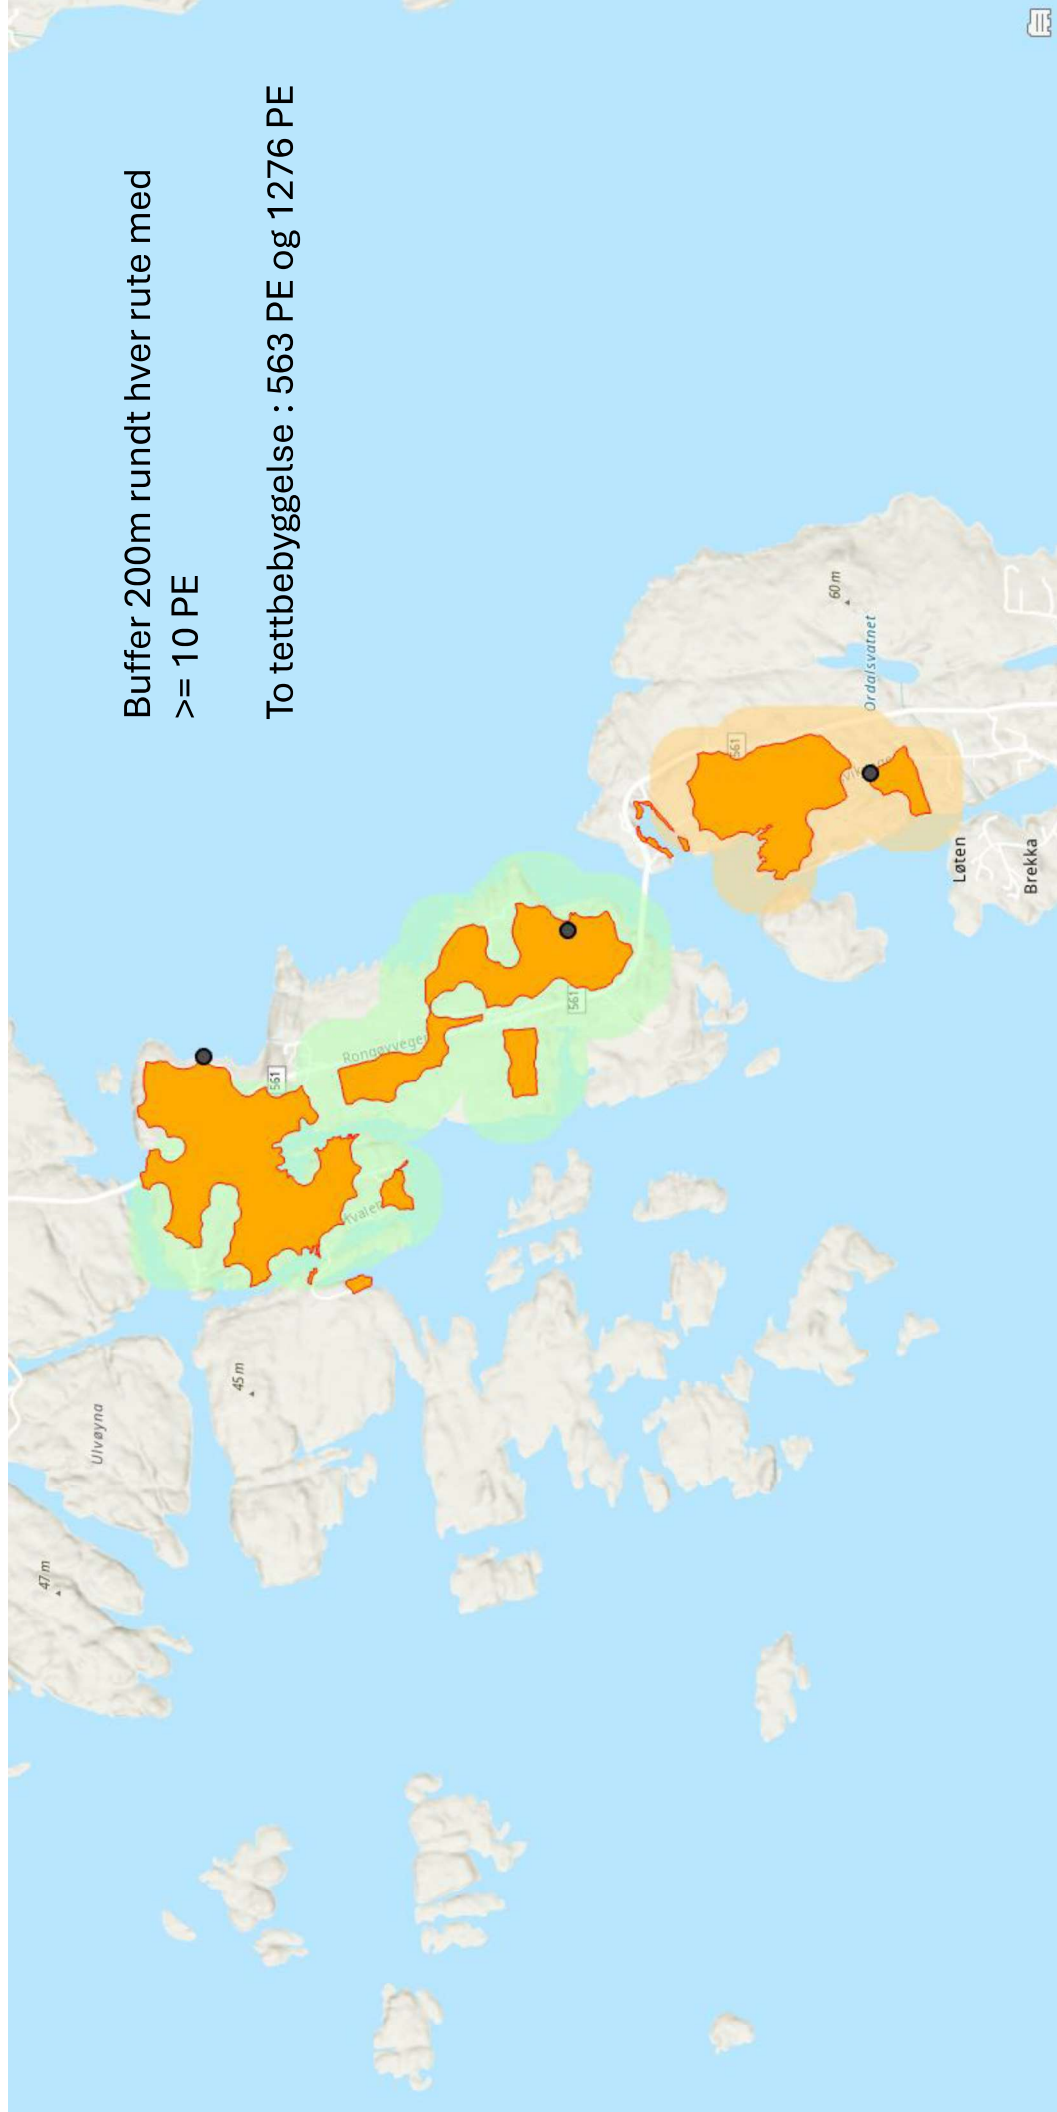 Buffer 200m rundt hver rute med
>= 10 PE
To tettbebyggelse : 563 PE og 1276 PE
47 m
Ulvøyna
45 m
561
Rongøyvegen
561
561
60 m
Ordalsvatnet
Løten
Brekka